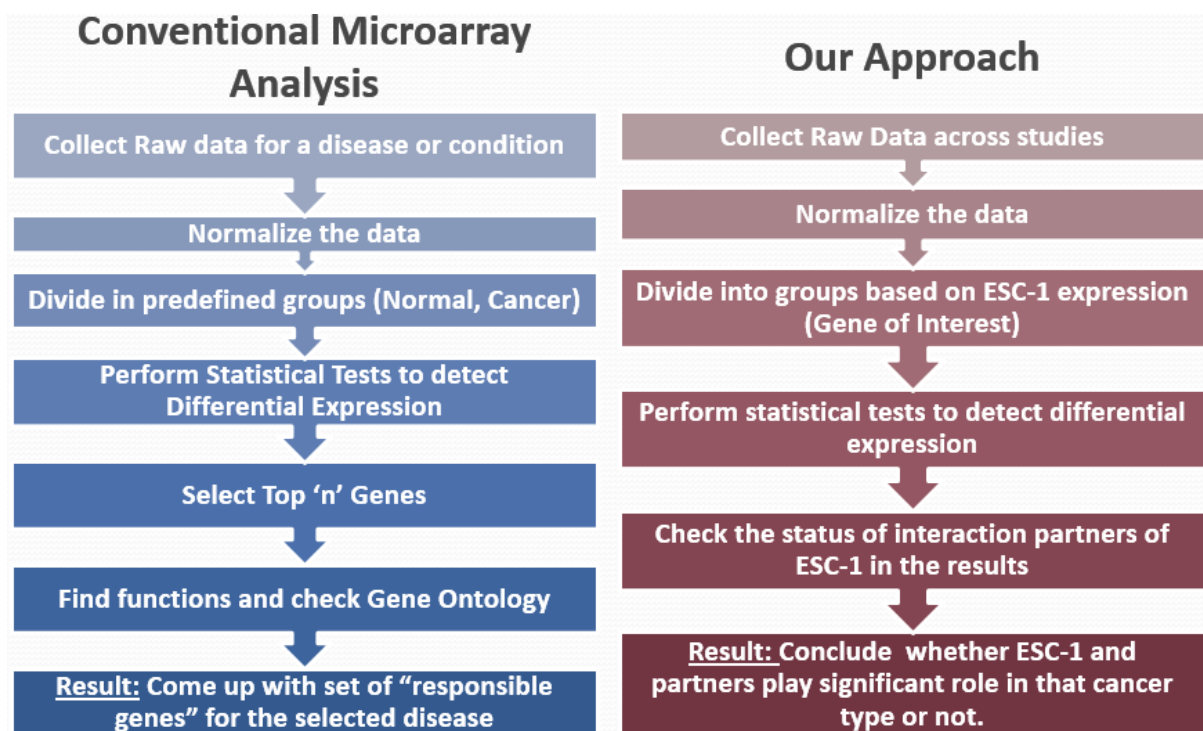 Conventional Microarray
Analysis
Collect Raw data for a disease or condition
Normalize the data
Divide in predefined groups (Normal, Cancer)
Perform Statistical Tests to detect
Differential Expression
Select Top ‘n’ Genes
Find functions and check Gene Ontology
Result: Come up with set of “responsible
genes” for the selected disease
Our Approach
Collect Raw Data across studies
Normalize the data
Divide into groups based on ESC-1 expression
(Gene of Interest)
Perform statistical tests to detect differential
expression
Check the status of interaction partners of
ESC-1 in the results
Result: Conclude whether ESC-1 and
partners play significant role in that cancer
type or not.